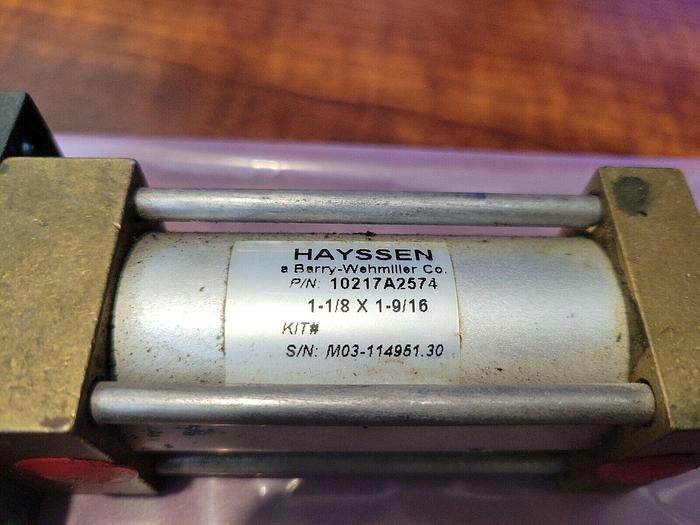 HAYSSEN
a Barry-Wehmiller Co.
P/N: 10217A2574
1-1/8 X 1-9/16
KIT#
S/N: M03-114951.30